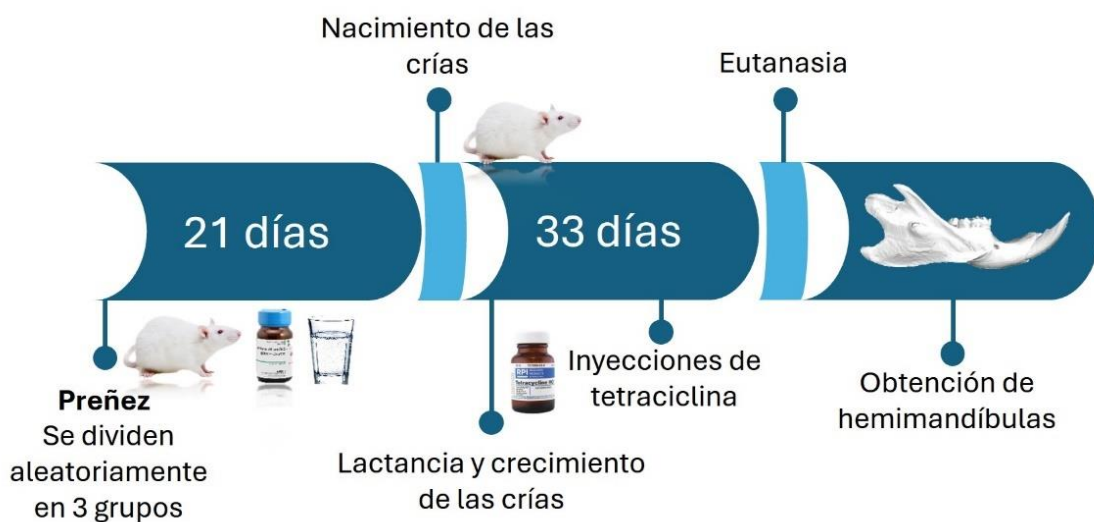 Nacimiento de las
crías
Eutanasia
21 días
33 días
Preñez
Se dividen
aleatoriamente
en 3 grupos
RPI
Inyecciones de
tetraciclina
Lactancia y crecimiento
de las crías
Obtención de
hemimandíbulas